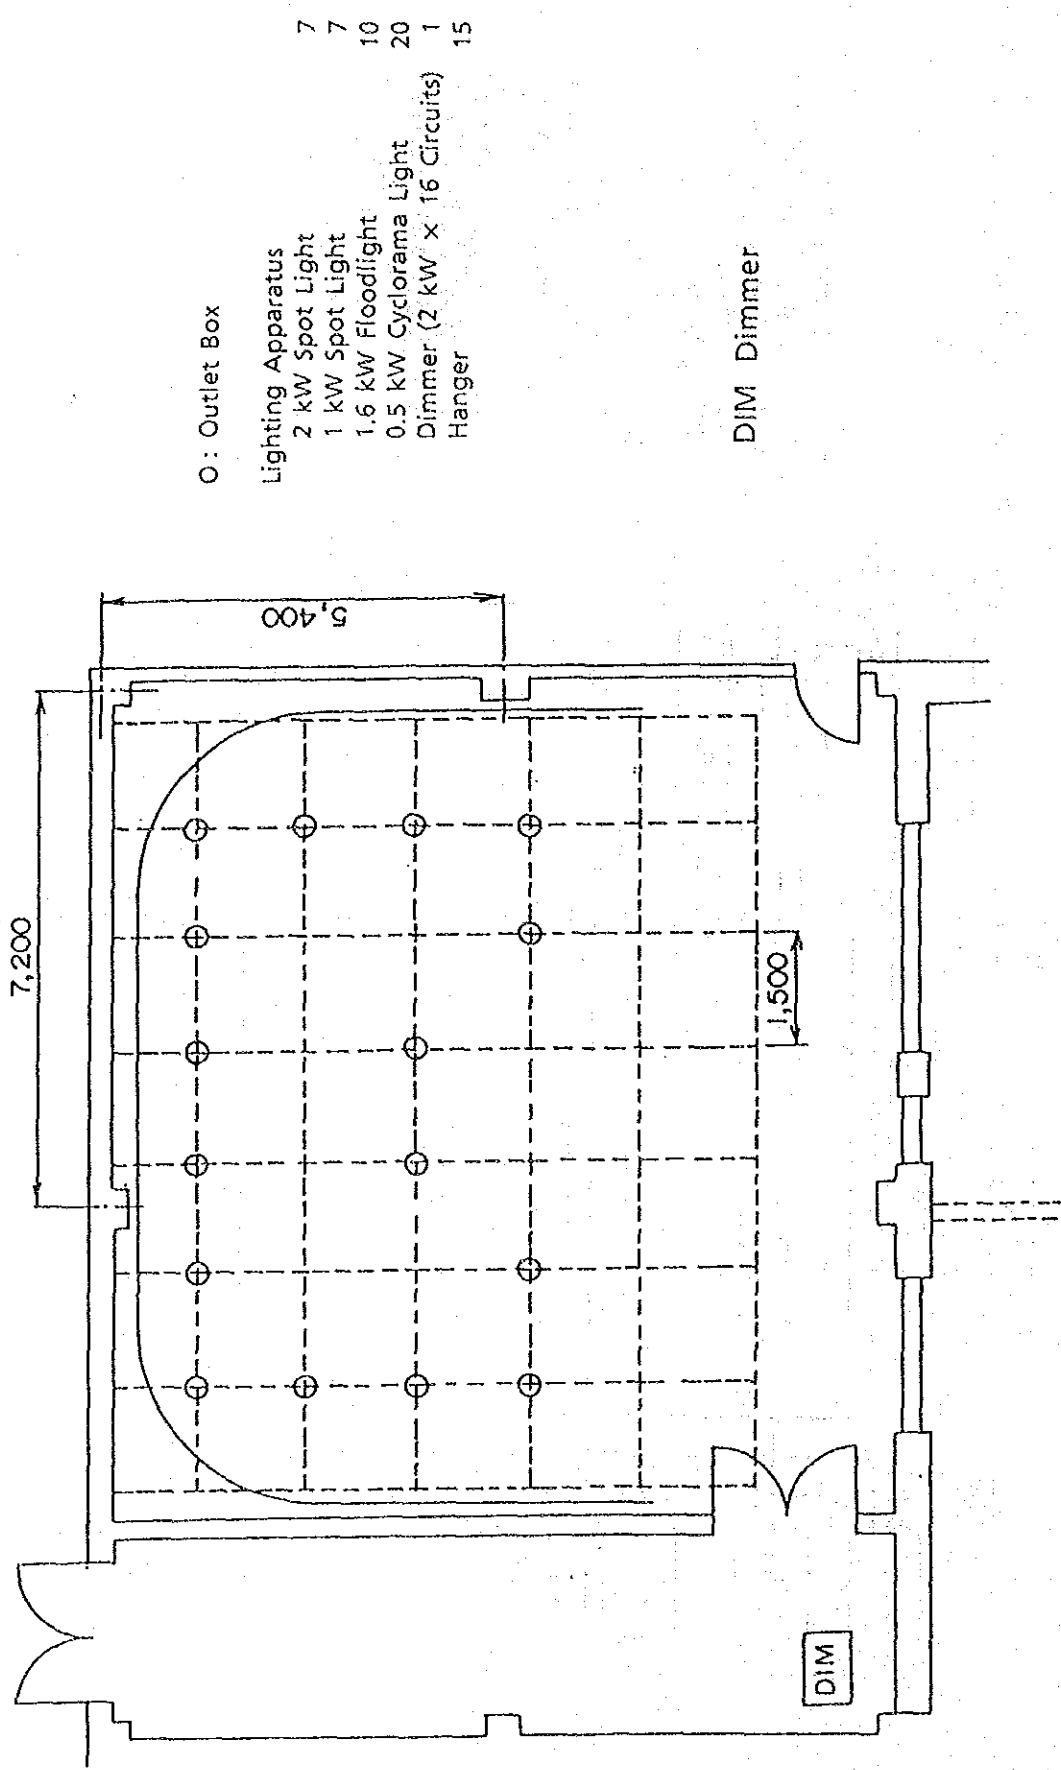 O : Outlet Box
Lighting Apparatus
2 kW Spot Light 7
1 kW Spot Light 7
1.6 kW Floodlight 10
0.5 kW Cyclorama Light 20
Dimmer (2 kW × 16 Circuits) 1
Hanger 15
DIM Dimmer
7,200
5,400
1,500
DIM